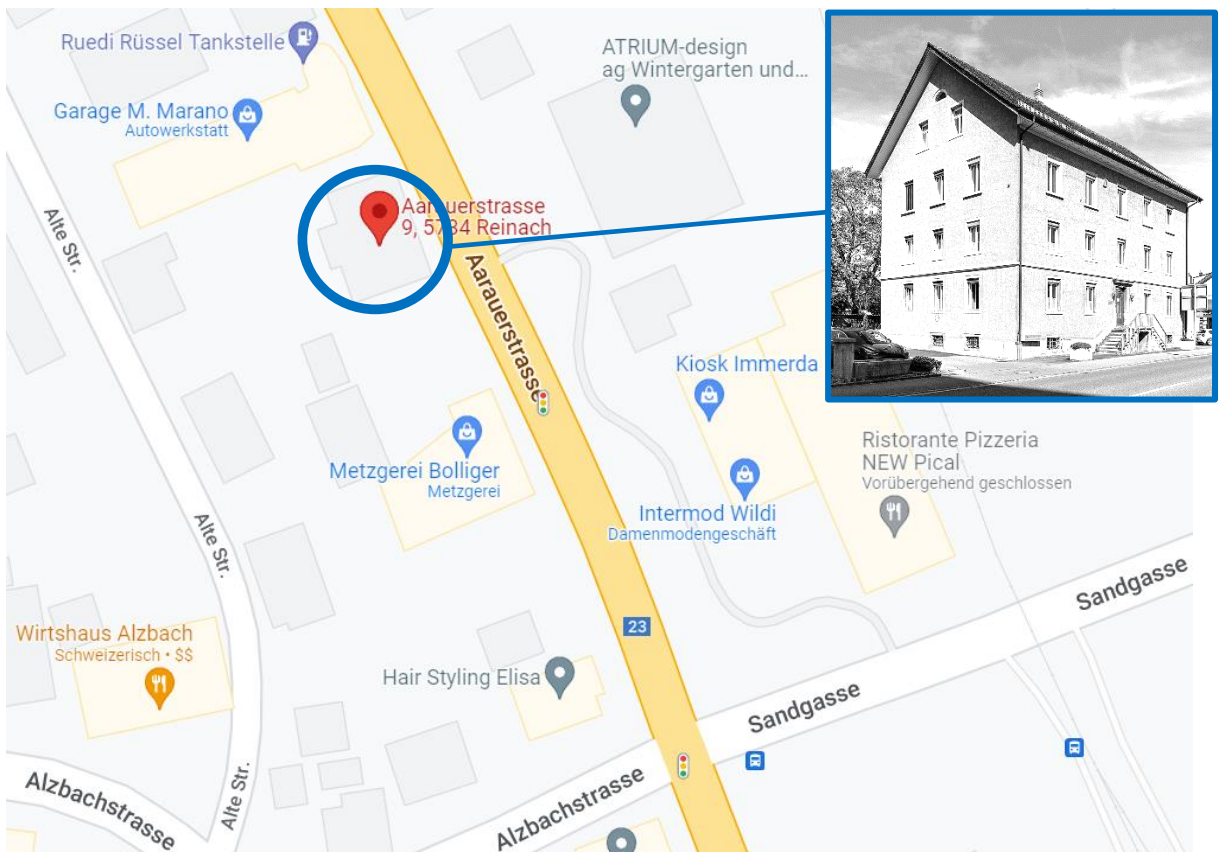 Ruedi Rüssel Tankstelle
ATRIUM-design
ag Wintergarten und...
Garage M. Marano
Autowerkstatt
Alte Str.
Aarauerstrasse
9, 5734 Reinach
Aarauerstrasse
Kiosk Immerda
Ristorante Pizzeria
NEW Pical
Vorübergehend geschlossen
Metzgerei Bolliger
Metzgerei
Intermod Wildi
Damenmodengeschäft
Alte Str.
Sandgasse
23
Wirtshaus Alzbach
Schweizerisch • $$
Hair Styling Elisa
Sandgasse
Alzbachstrasse
Alte Str.
Alzbachstrasse